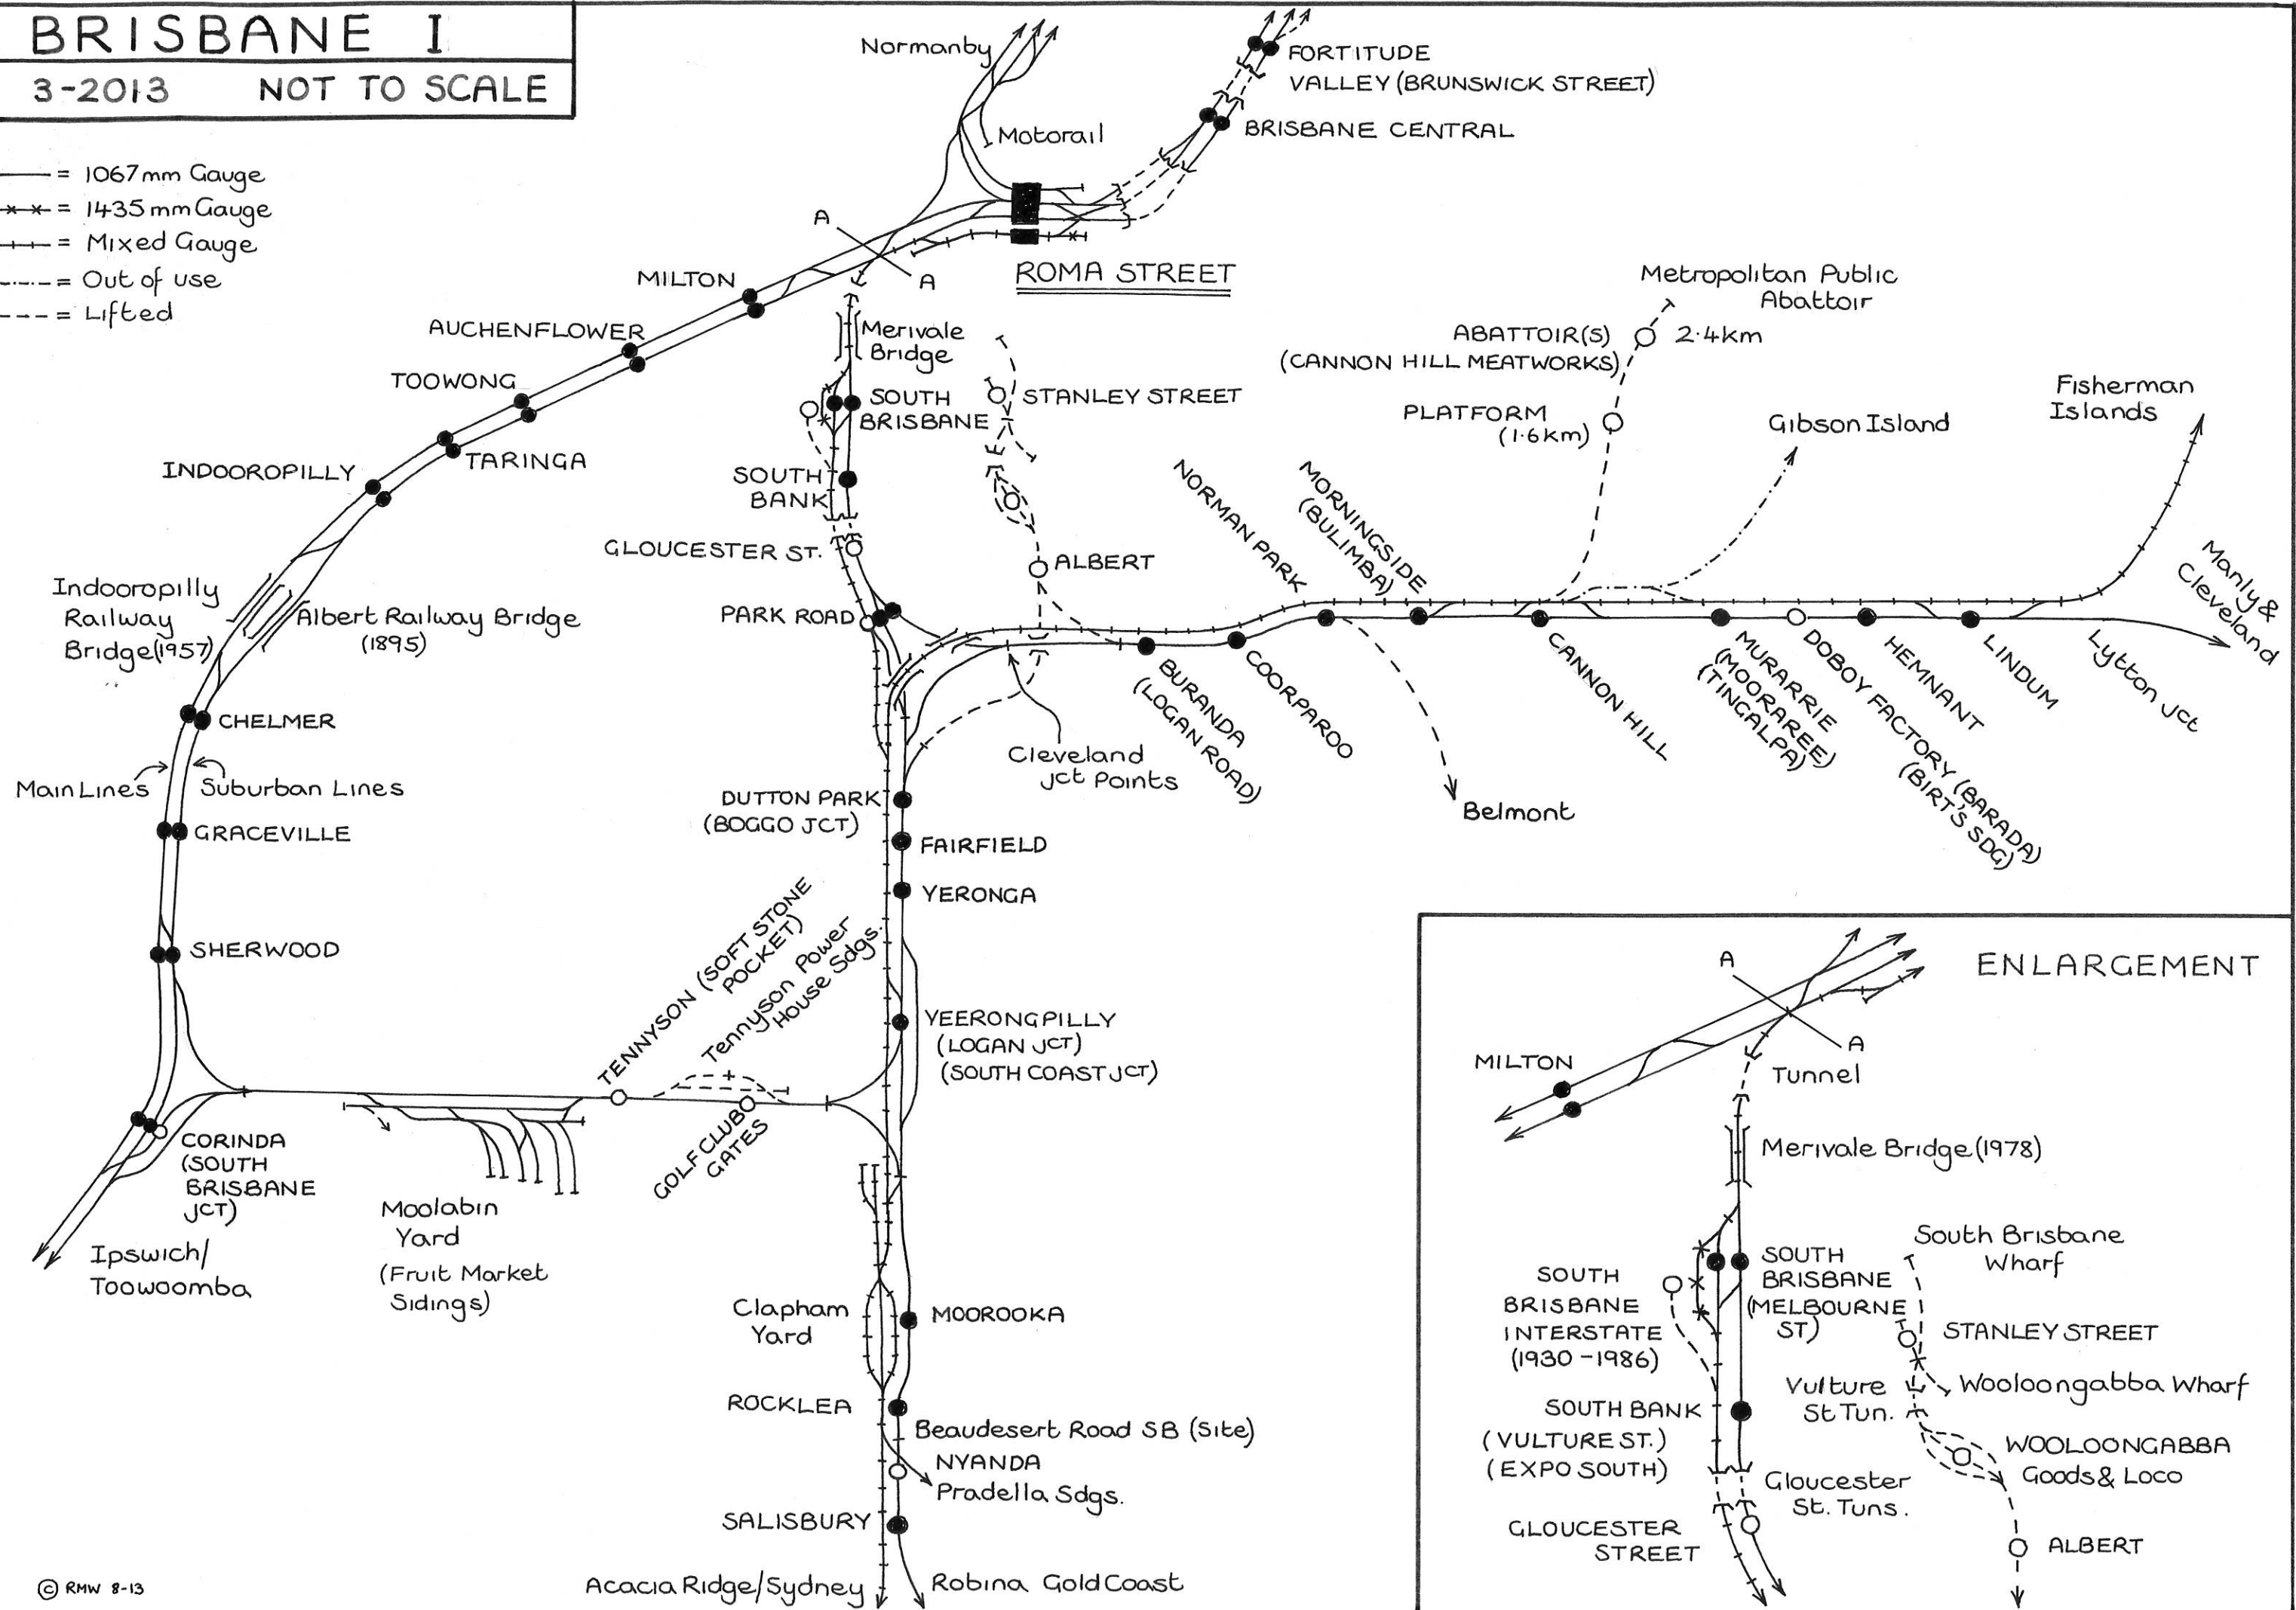 BRISBANE I
3-2013 NOT TO SCALE
= 1067mm Gauge
= 1435mm Gauge
= Mixed Gauge
= Out of use
= Lifted
Normanby
Motorail
FORTITUDE
VALLEY (BRUNSWICK STREET)
BRISBANE CENTRAL
A
A
ROMA STREET
MILTON
AUCHENFLOWER
TOOWONG
TARINGA
INDOOROPILLY
Indooroopilly
Railway
Bridge(1957)
Albert Railway Bridge
(1895)
CHELMER
Main Lines
Suburban Lines
GRACEVILLE
SHERWOOD
CORINDA
(SOUTH
BRISBANE
JCT)
Ipswich/
Toowoomba
Moolabin
Yard
(Fruit Market
Sidings)
TENNYSON (SOFT STONE
POCKET)
Tennyson Power
House Sdgs.
GOLF CLUB
GATES
Merivale
Bridge
SOUTH
BRISBANE
STANLEY STREET
SOUTH
BANK
GLOUCESTER ST.
ALBERT
PARK ROAD
Cleveland
Jct Points
DUTTON PARK
(BOGGO JCT)
FAIRFIELD
YERONGA
YEERONGPILLY
(LOGAN JCT)
(SOUTH COAST JCT)
Clapham
Yard
MOOROOKA
ROCKLEA
Beaudesert Road SB (Site)
NYANDA
Pradella Sdgs.
SALISBURY
Acacia Ridge/Sydney
Robina Gold Coast
Metropolitan Public
Abattoir
ABATTOIR(S)
2.4km
(CANNON HILL MEATWORKS)
PLATFORM
(1.6km)
Gibson Island
Fisherman
Islands
NORMAN PARK
MORNINGSIDE
(BULIMBA)
BURANDA
(LOGAN ROAD)
COORPAROO
Belmont
CANNON HILL
MURARRIE
(MOORAREE)
(TINGALPA)
DOBOY FACTORY (BARADA)
(BIRT'S SDG)
HEMNANT
LINDUM
Lytton Jct
Manly &
Cleveland
ENLARGEMENT
A
A
MILTON
Tunnel
Merivale Bridge (1978)
SOUTH
BRISBANE
(MELBOURNE
ST)
SOUTH
BRISBANE
INTERSTATE
(1930-1986)
South Brisbane
Wharf
STANLEY STREET
Vulture
St Tun.
Wooloongabba Wharf
SOUTH BANK
(VULTURE ST.)
(EXPO SOUTH)
WOOLOONGABBA
Goods & Loco
Gloucester
St. Tuns.
GLOUCESTER
STREET
ALBERT
© RMW 8-13